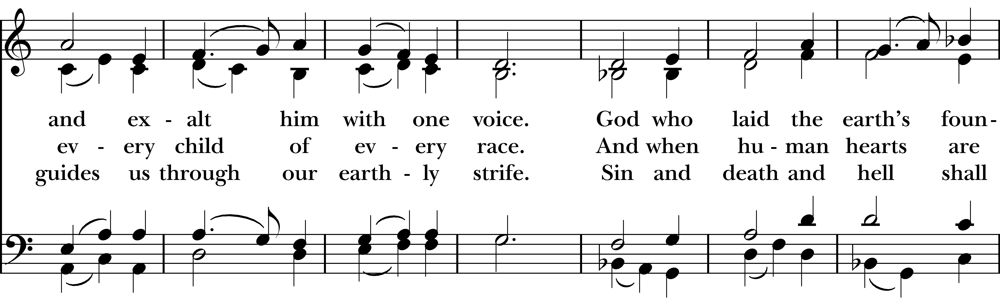 and ex - alt him with one voice. God who laid the earth’s foun -
ev - ery child of ev - ery race. And when hu - man hearts are
guides us through our earth - ly strife. Sin and death and hell shall